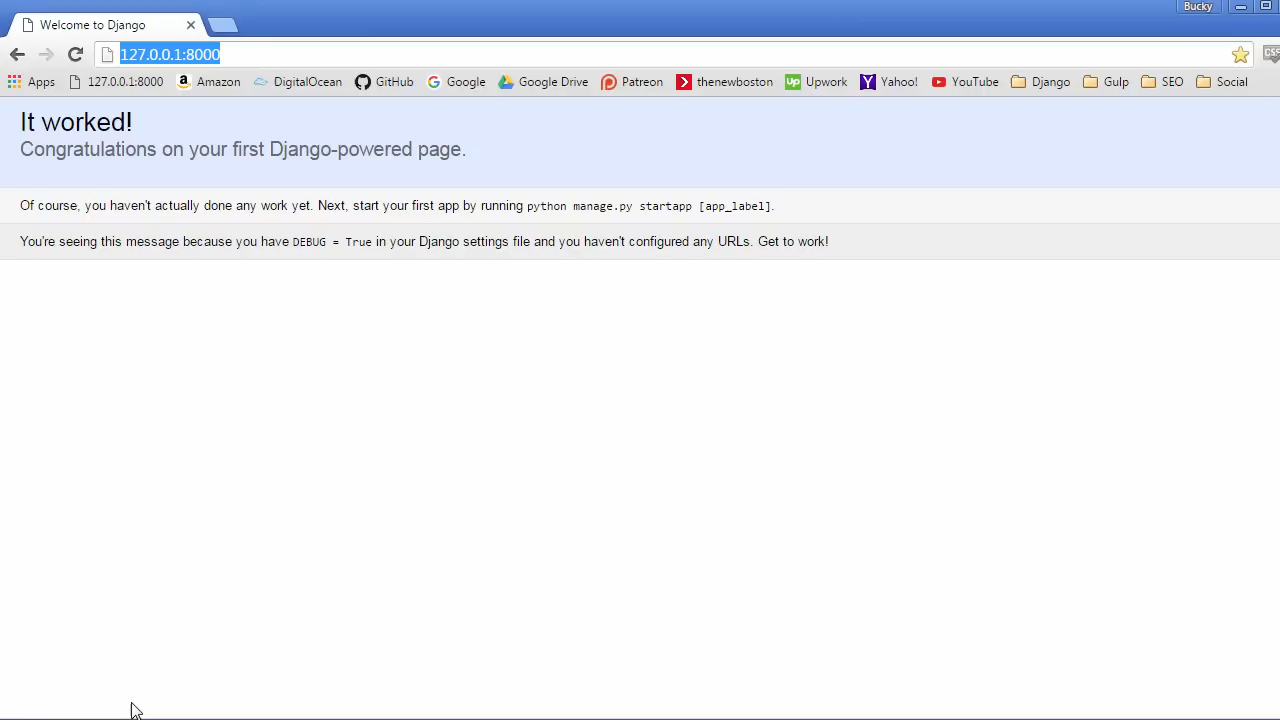 Bucky
Welcome to Django
127.0.0.1:8000
Apps 127.0.0.1:8000 Amazon DigitalOcean GitHub Google Google Drive Patreon thenewboston Up Upwork Yahoo! YouTube Django Gulp SEO Social
It worked!
Congratulations on your first Django-powered page.
Of course, you haven't actually done any work yet. Next, start your first app by running python manage.py startapp [app_label].
You're seeing this message because you have DEBUG = True in your Django settings file and you haven't configured any URLs. Get to work!